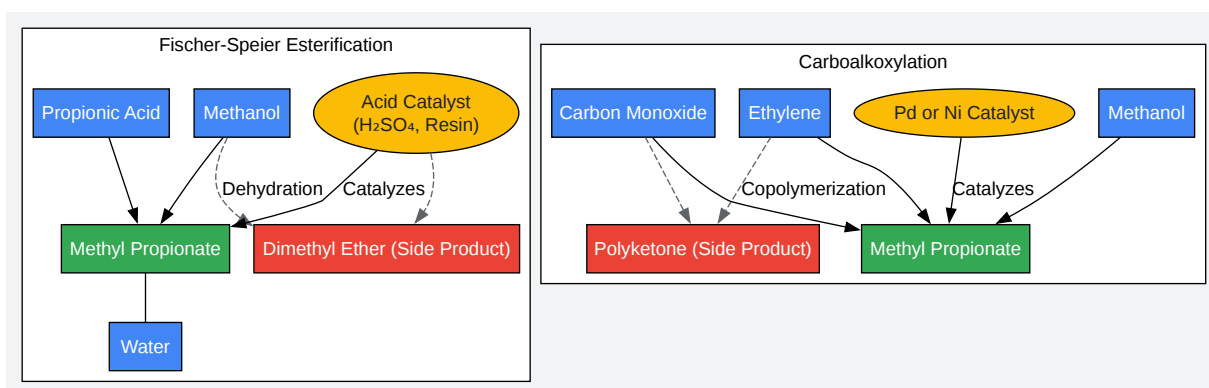 Fischer-Speier Esterification
Propionic Acid
Methanol
Acid Catalyst
(H₂SO₄, Resin)
Dehydration
Catalyzes
Methyl Propionate
Dimethyl Ether (Side Product)
Water
Carboalkoxylation
Carbon Monoxide
Ethylene
Pd or Ni Catalyst
Methanol
Copolymerization
Catalyzes
Polyketone (Side Product)
Methyl Propionate